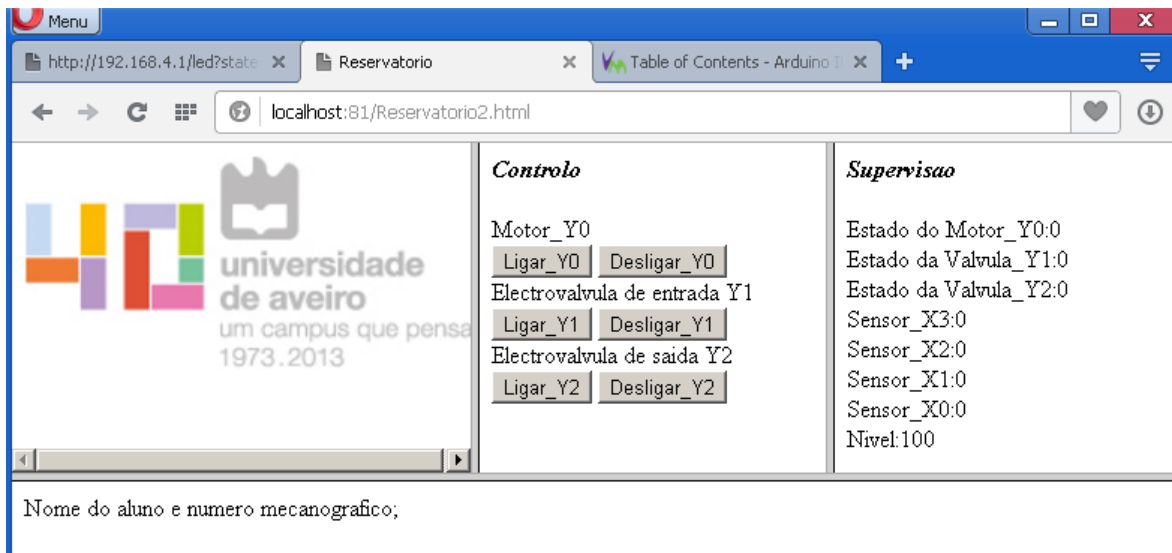 Menu
http://192.168.4.1/led?state
Reservatorio
Table of Contents - Arduino
localhost:81/Reservatorio2.html
universidade
de aveiro
um campus que pensa
1973.2013
Controlo
Motor_Y0
Ligar_Y0 Desligar_Y0
Electrovalvula de entrada Y1
Ligar_Y1 Desligar_Y1
Electrovalvula de saida Y2
Ligar_Y2 Desligar_Y2
Supervisao
Estado do Motor_Y0:0
Estado da Valvula_Y1:0
Estado da Valvula_Y2:0
Sensor_X3:0
Sensor_X2:0
Sensor_X1:0
Sensor_X0:0
Nivel:100
Nome do aluno e numero mecanografico;